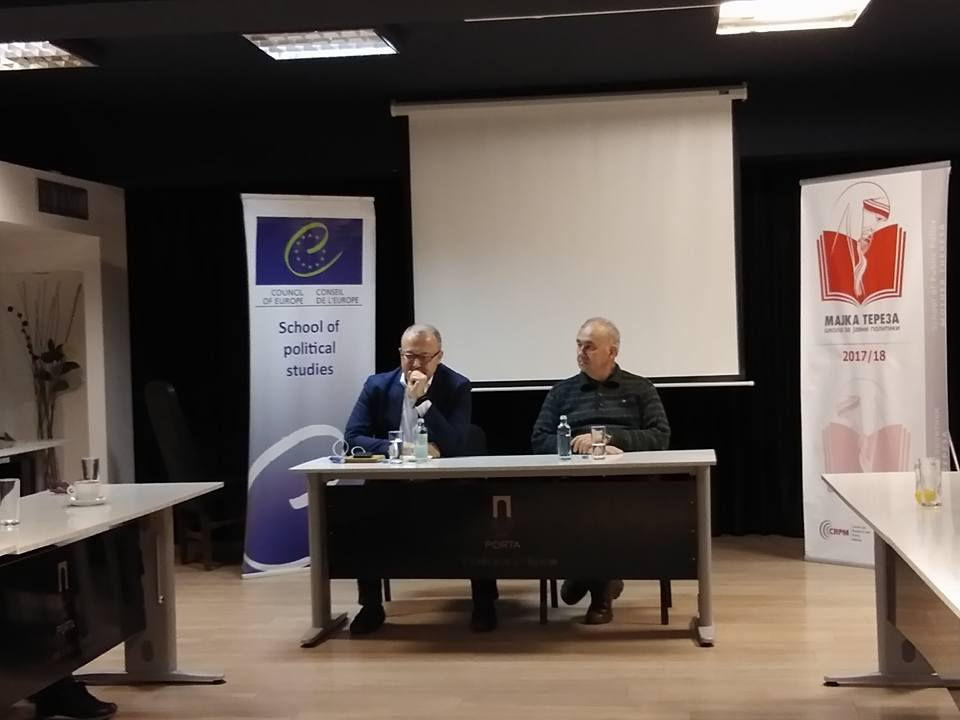 COUNCIL OF EUROPE
CONSEIL DE L'EUROPE
School of
political
studies
МАЈКА ТЕРЕЗА
ШКОЛА ЗА ЈАВНИ ПОЛИТИКИ
2017/18
CRPM
PORTA